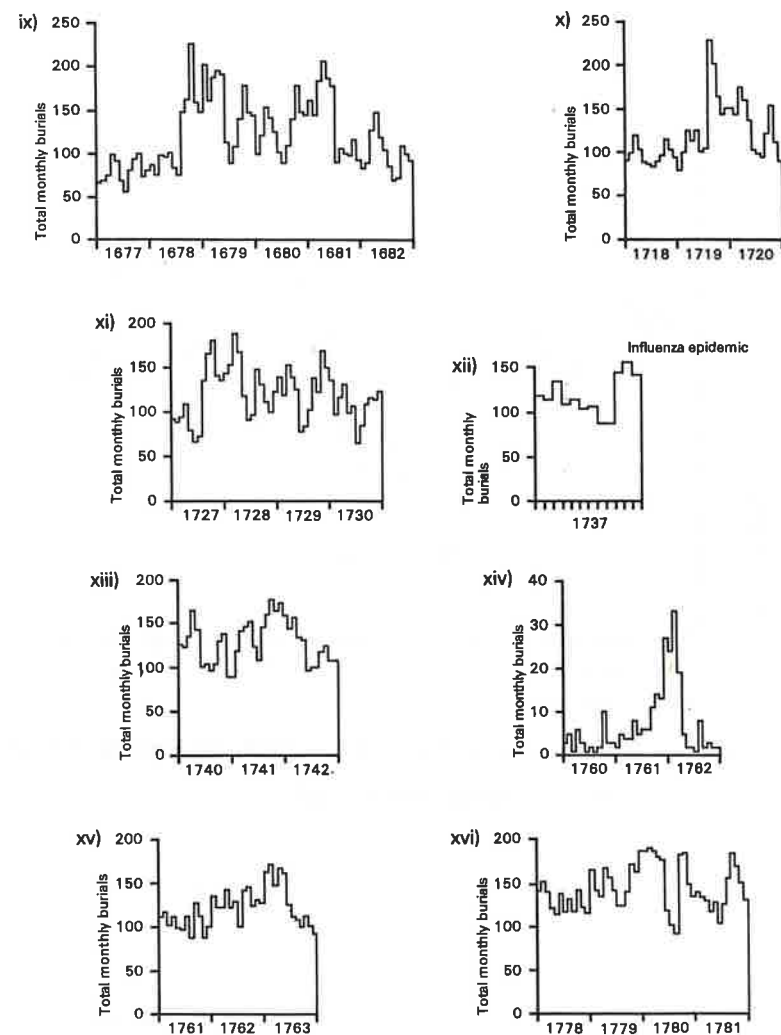 ix)
250
200
150
100
50
0
Total monthly burials
1677 1678 1679 1680 1681 1682
x)
250
200
150
100
50
0
Total monthly burials
1718 1719 1720
xi)
200
150
100
50
0
Total monthly burials
1727 1728 1729 1730
xii)
Influenza epidemic
150
100
50
0
Total monthly
burials
1737
xiii)
200
150
100
50
0
Total monthly burials
1740 1741 1742.
xiv)
40
30
20
10
0
Total monthly burials
1760 1761 1762
xv)
200
150
100
50
0
Total monthly burials
1761 1762 1763
xvi)
200
150
100
50
0
Total monthly burials
1778 1779 1780 1781